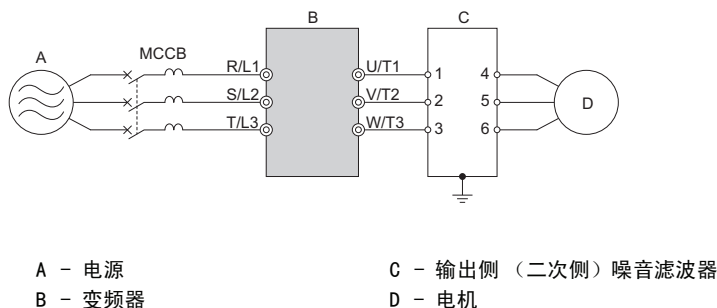 B
C
A
MCCB
R/L1
U/T1
1
4
S/L2
V/T2
2
5
D
T/L3
W/T3
3
6
A – 电源
C – 输出侧 （二次侧）噪音滤波器
B – 变频器
D – 电机